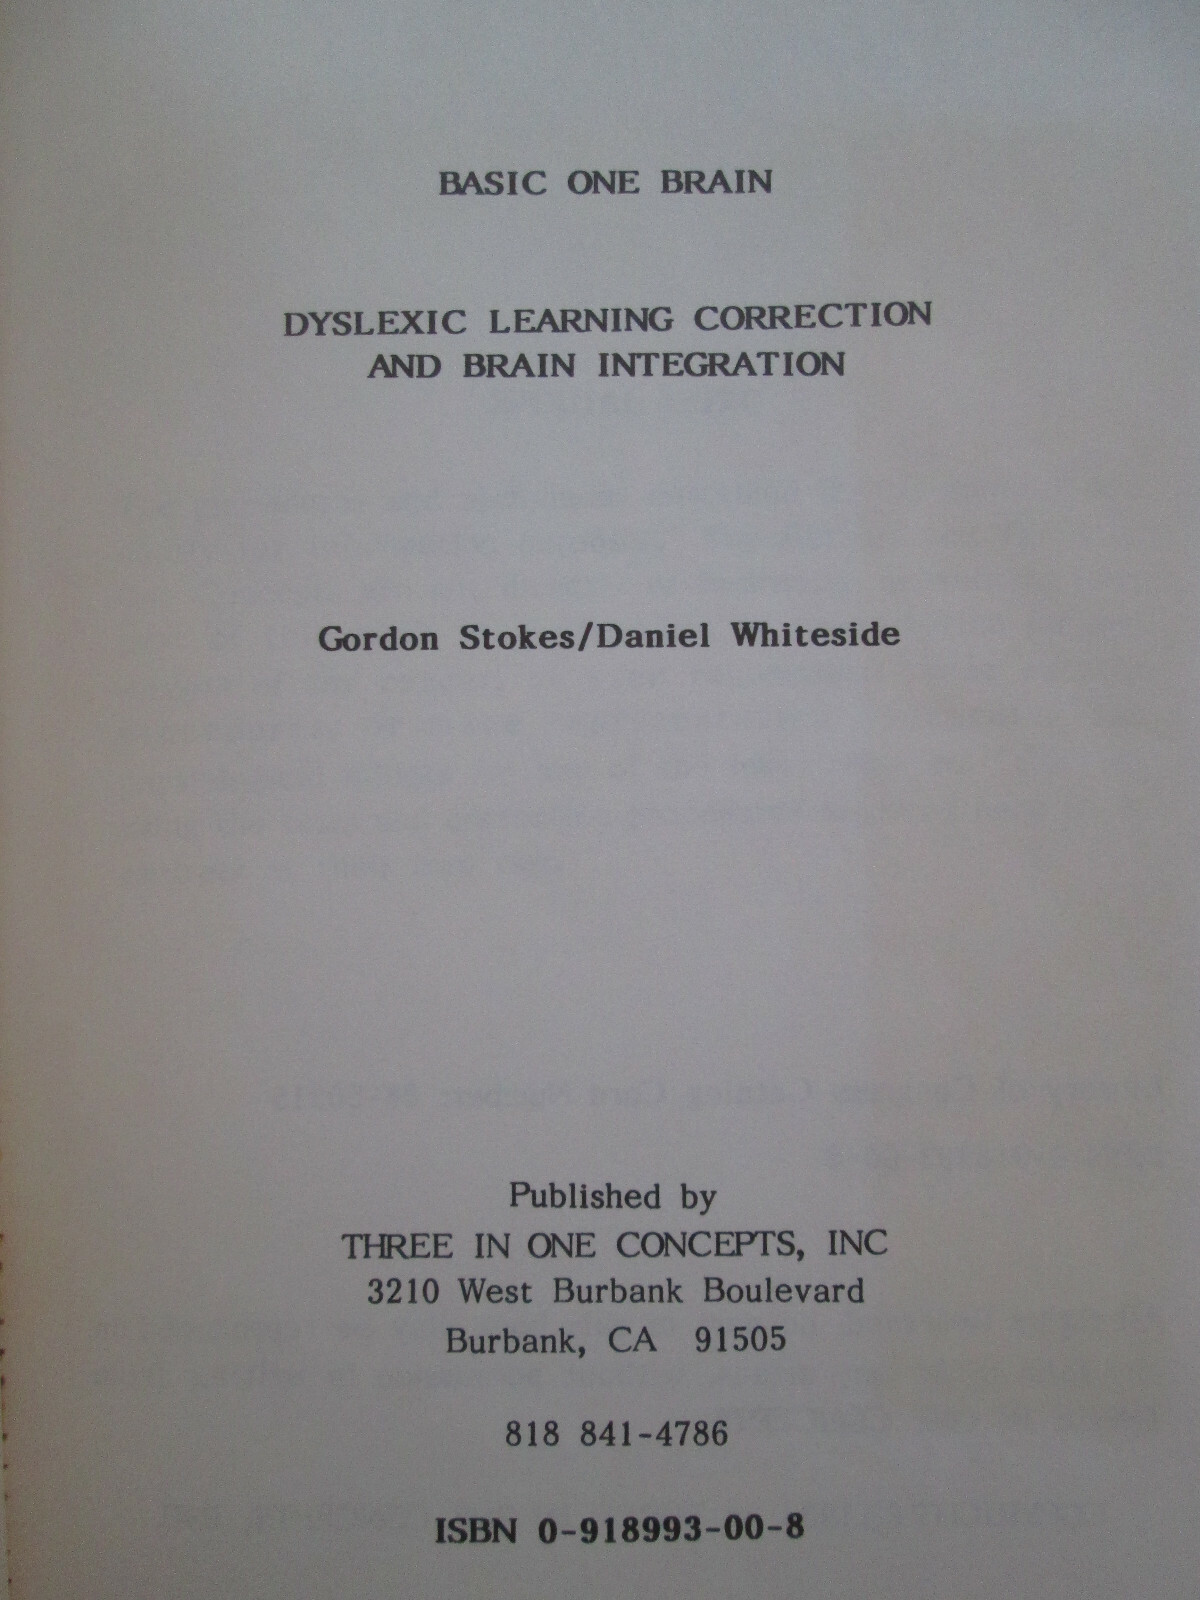 BASIC ONE BRAIN
DYSLEXIC LEARNING CORRECTION
AND BRAIN INTEGRATION
Gordon Stokes/Daniel Whiteside
Published by
THREE IN ONE CONCEPTS, INC
3210 West Burbank Boulevard
Burbank, CA 91505
818 841-4786
ISBN 0-918993-00-8